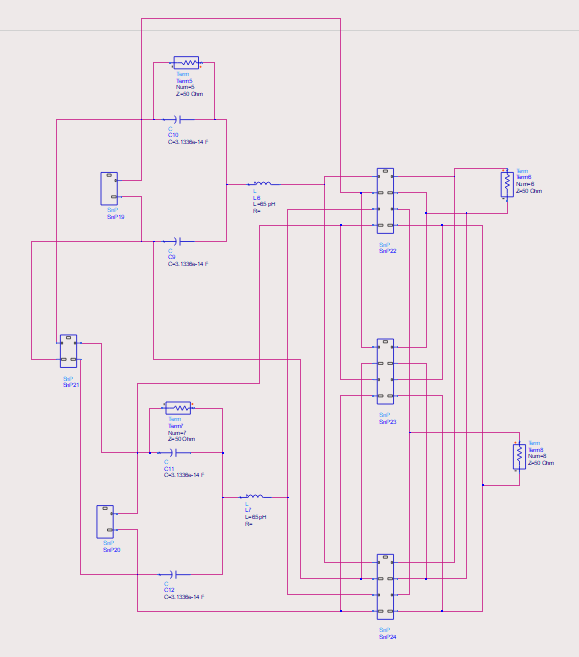 Term
Term5
Num=5
Z=50 Ohm
C
C10
C=3.1336e-14 F
SnP
SnP19
L
L6
L=65 pH
R=
C
C9
C=3.1336e-14 F
SnP
SnP22
Term
Term6
Num=6
Z=50 Ohm
SnP
SnP21
SnP
SnP23
Term
Term7
Num=7
Z=50 Ohm
C
C11
C=3.1336e-14 F
Term
Term8
Num=8
Z=50 Ohm
L
L7
L=65 pH
R=
SnP
SnP20
C
C12
C=3.1336e-14 F
SnP
SnP24